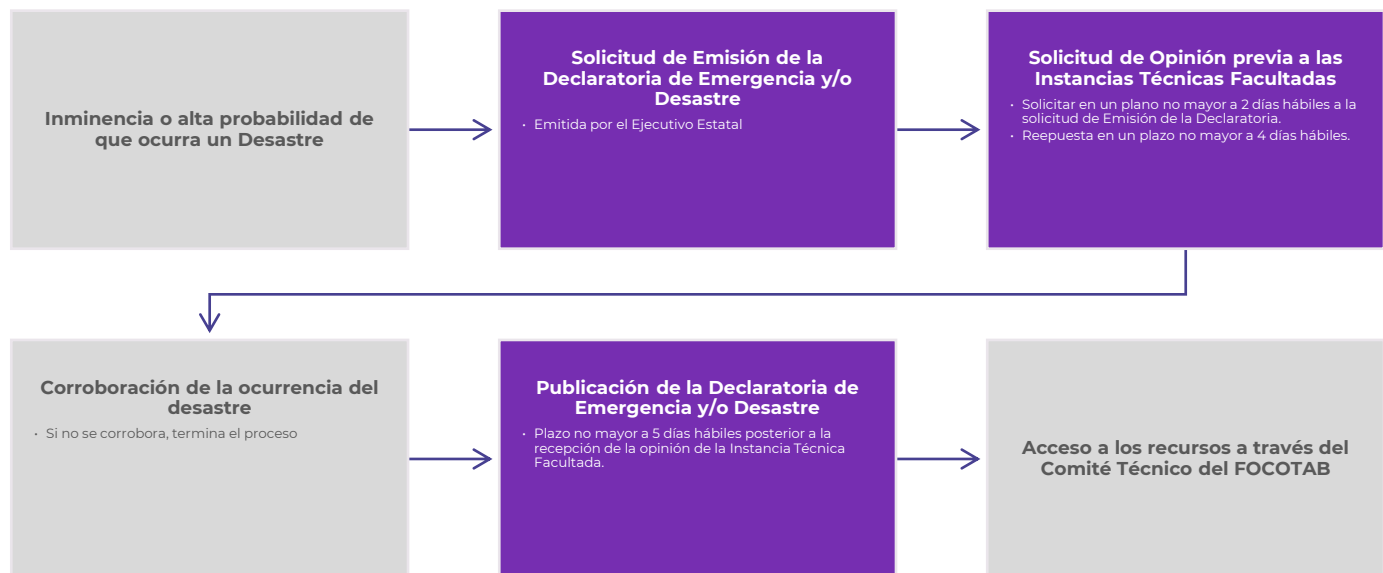 Inminencia o alta probabilidad de
que ocurra un Desastre
Solicitud de Emisión de la
Declaratoria de Emergencia y/o
Desastre
• Emitida por el Ejecutivo Estatal
Solicitud de Opinión previa a las
Instancias Técnicas Facultadas
• Solicitar en un plano no mayor a 2 días hábiles a la
solicitud de Emisión de la Declaratoria.
• Reepuesta en un plazo no mayor a 4 días hábiles.
Corroboración de la ocurrencia del
desastre
• Si no se corrobora, termina el proceso
Publicación de la Declaratoria de
Emergencia y/o Desastre
• Plazo no mayor a 5 días hábiles posterior a la
recepción de la opinión de la Instancia Técnica
Facultada.
Acceso a los recursos a través del
Comité Técnico del FOCOTAB